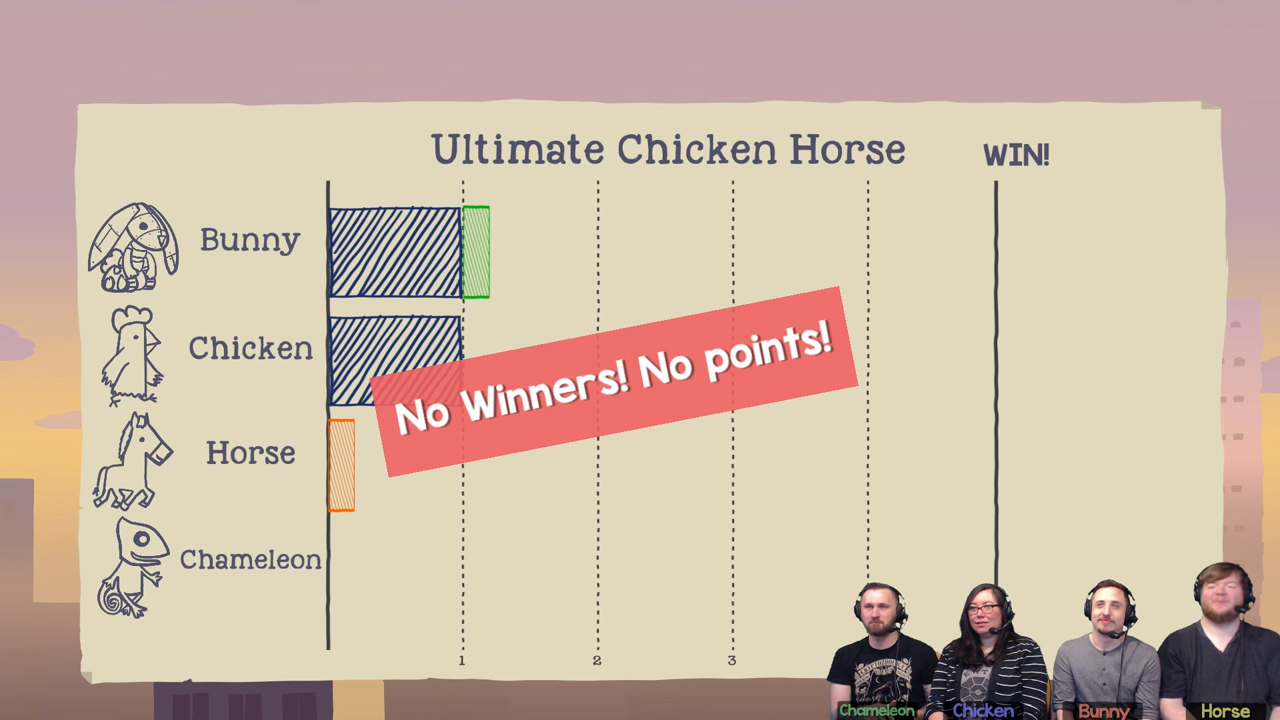 Ultimate Chicken Horse
WIN!
Bunny
Chicken
Horse
Chameleon
No Winners! No points!
1
2
3
Chameleon
Chicken
Bunny
Horse